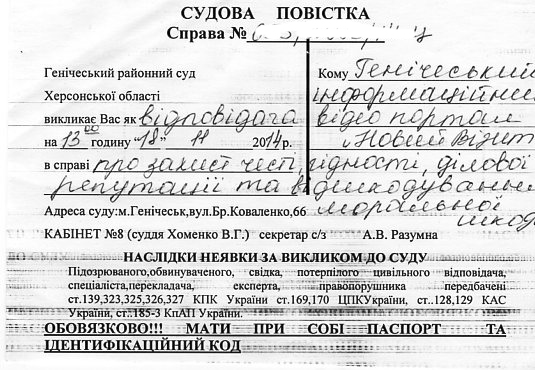 СУДОВА ПОВІСТКА
Справа №
Генічеський районний суд
Херсонської області
викликає Вас як відповідача
на 13 00 годину "18" 11 2014р.
Кому Генічеський
інформаційний
відео портал
"Новий Візит
в справі про захист честі, гідності, ділової
репутації та відшкодування
моральної
шкоди
Адреса суду:м.Генічеськ,вул.Бр.Коваленко,66
КАБІНЕТ №8 (суддя Хоменко В.Г.) секретар с/з А.В. Разумна
НАСЛІДКИ НЕЯВКИ ЗА ВИКЛИКОМ ДО СУДУ
Підозрюваного,обвинуваченого, свідка, потерпілого цивільного відповідача,
спеціаліста,перекладача, експерта, правопорушника передбачені
ст.139,323,325,326,327 КПК України ст.169,170 ЦПКУкраїни, ст..128,129 КАС
України, ст..185-3 КпАП України.
ОБОВЯЗКОВО!!! МАТИ ПРИ СОБІ ПАСПОРТ ТА
ІДЕНТИФІКАЦІЙНИЙ КОД